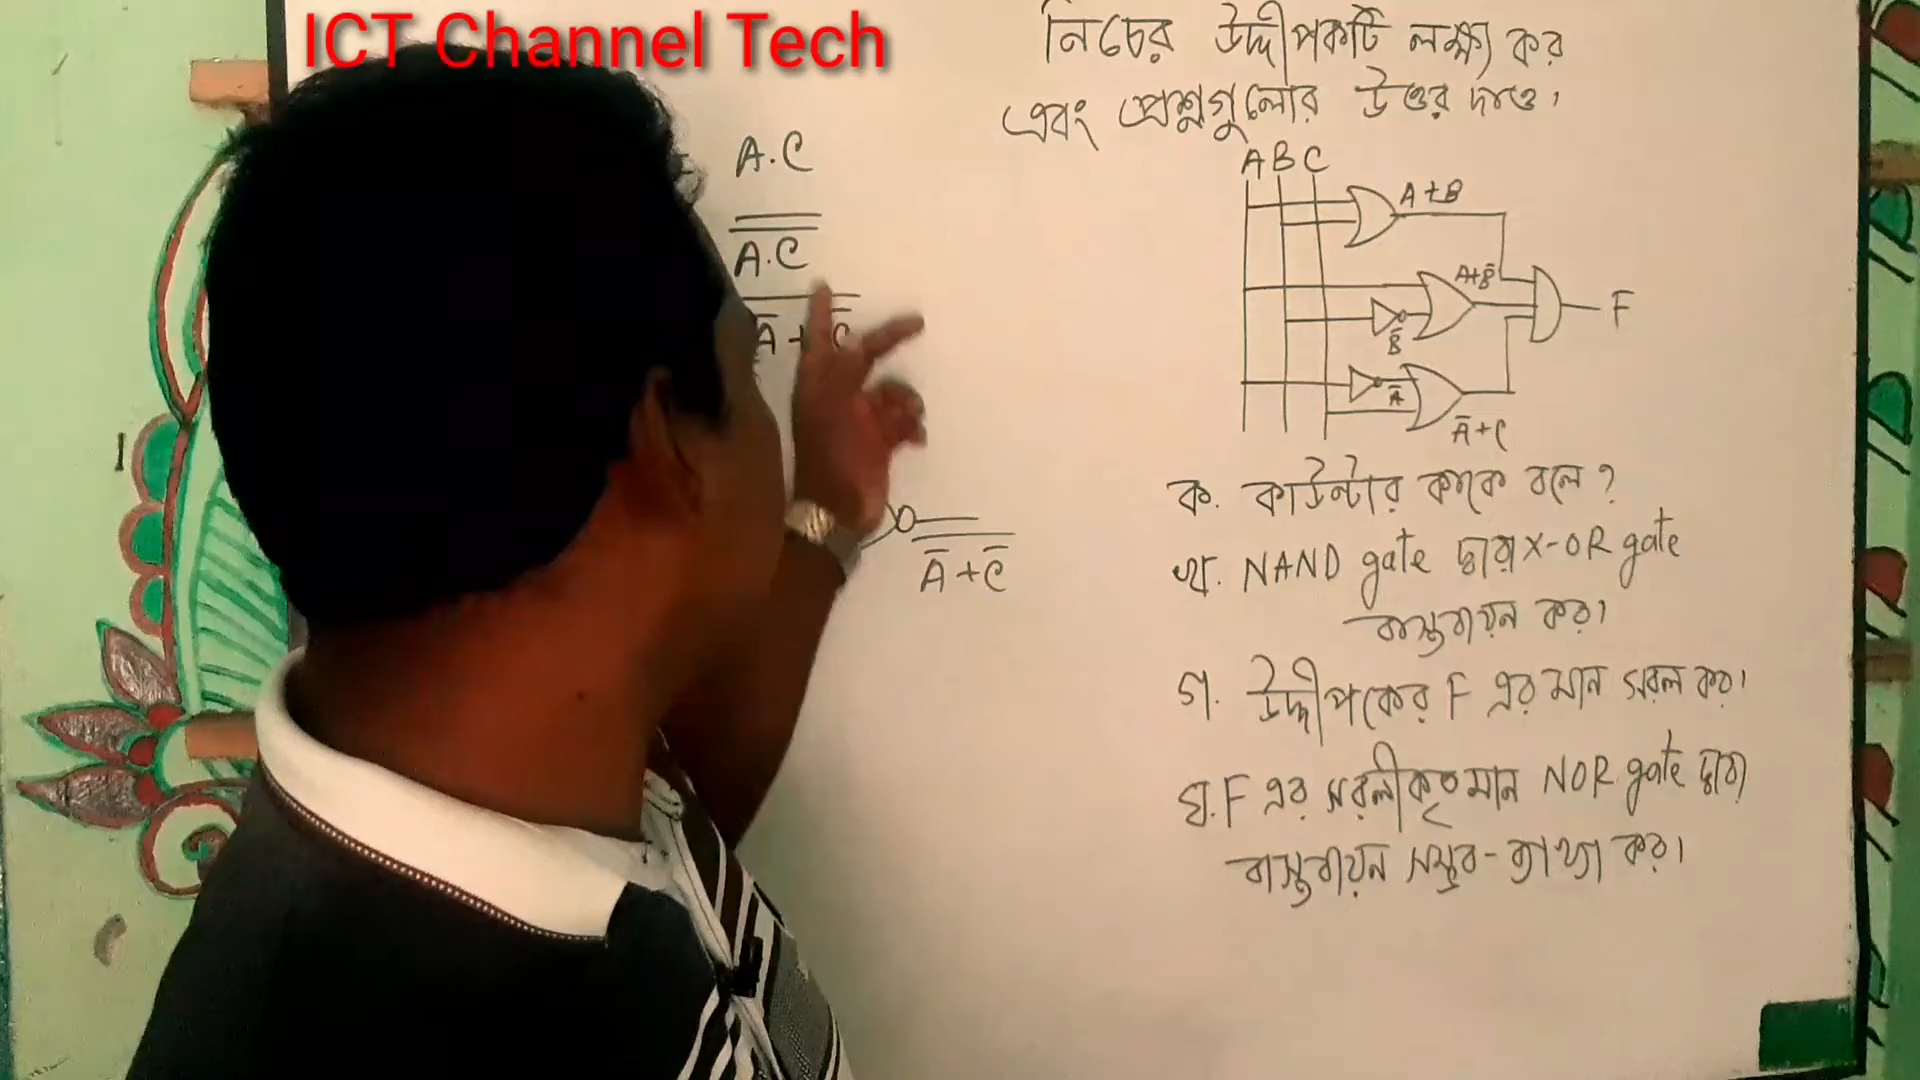 ICT Channel Tech
নিচের উদ্দীপকটি লক্ষ্য কর
এবং প্রশ্নগুলোর উত্তর দাও।
A.C
A̿.̿C̿
Ā + C̄
Ā + C̄
A B C
A+B
A+B̄
B̄
F
Ā
Ā+C
ক. কাউন্টার কাকে বলে?
খ. NAND gate দ্বারা X-OR gate
বাস্তবায়ন কর।
গ. উদ্দীপকের F এর মান সরল কর।
ঘ. F এর সরলীকৃত মান NOR gate দ্বারা
বাস্তবায়ন সম্ভব-ব্যাখ্যা কর।